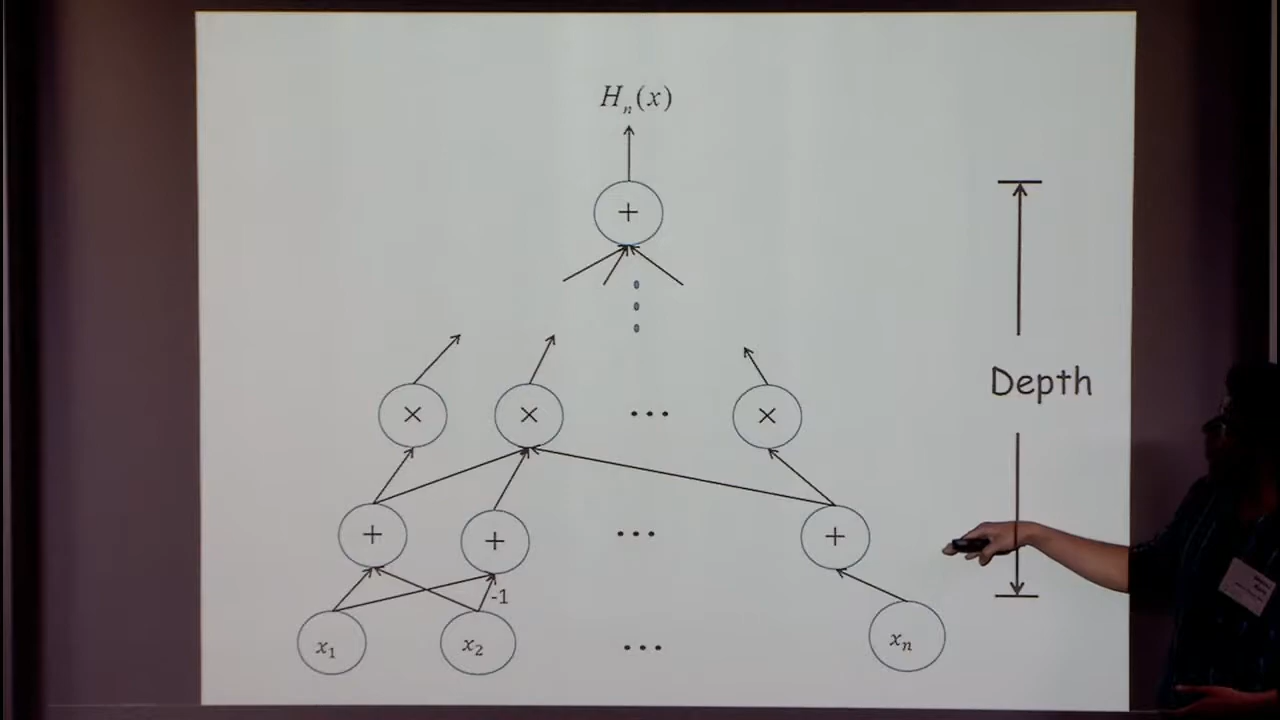 Hₙ(x)
+
× × ... ×
Depth
+ + ... +
-1
x₁ x₂ ... xₙ